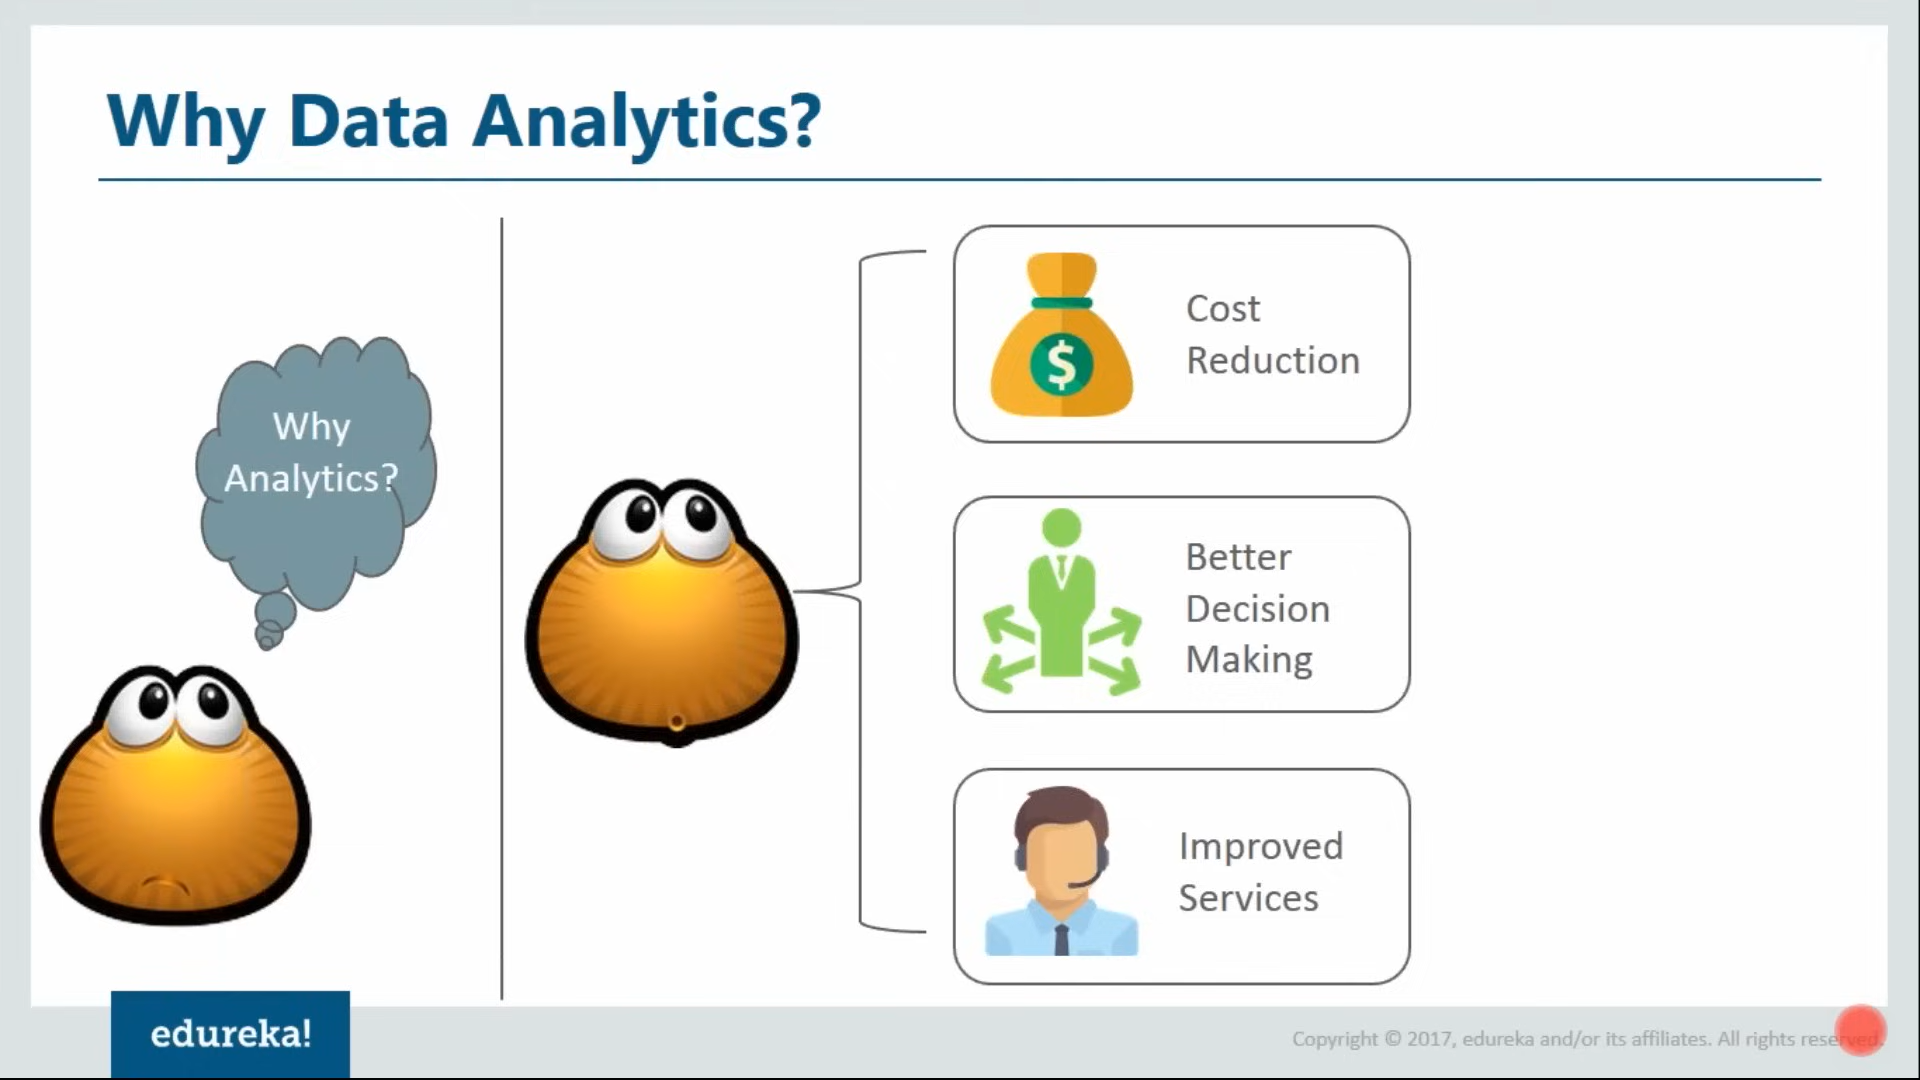 Why Data Analytics?
Why
Analytics?
$
Cost
Reduction
Better
Decision
Making
Improved
Services
edureka!
Copyright © 2017, edureka and/or its affiliates. All rights reserved.